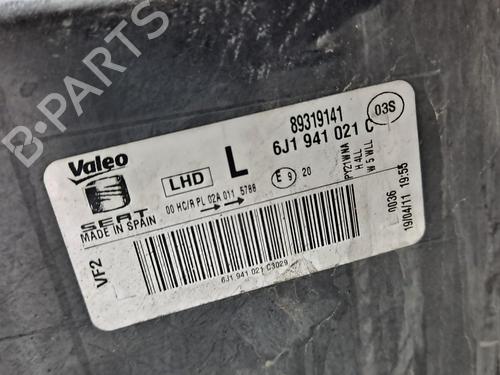 B-PARTS
89319141
03S
Valeo
LHD
L
6J1 941 021 C
SEAT
00 HC/R PL 02A 011 5788
E 9 20
PY21W NA
H 4LL
W 5 W LL
MADE IN SPAIN
VF2
6J1 941 021 C3029
0036
19/04/11 19:55